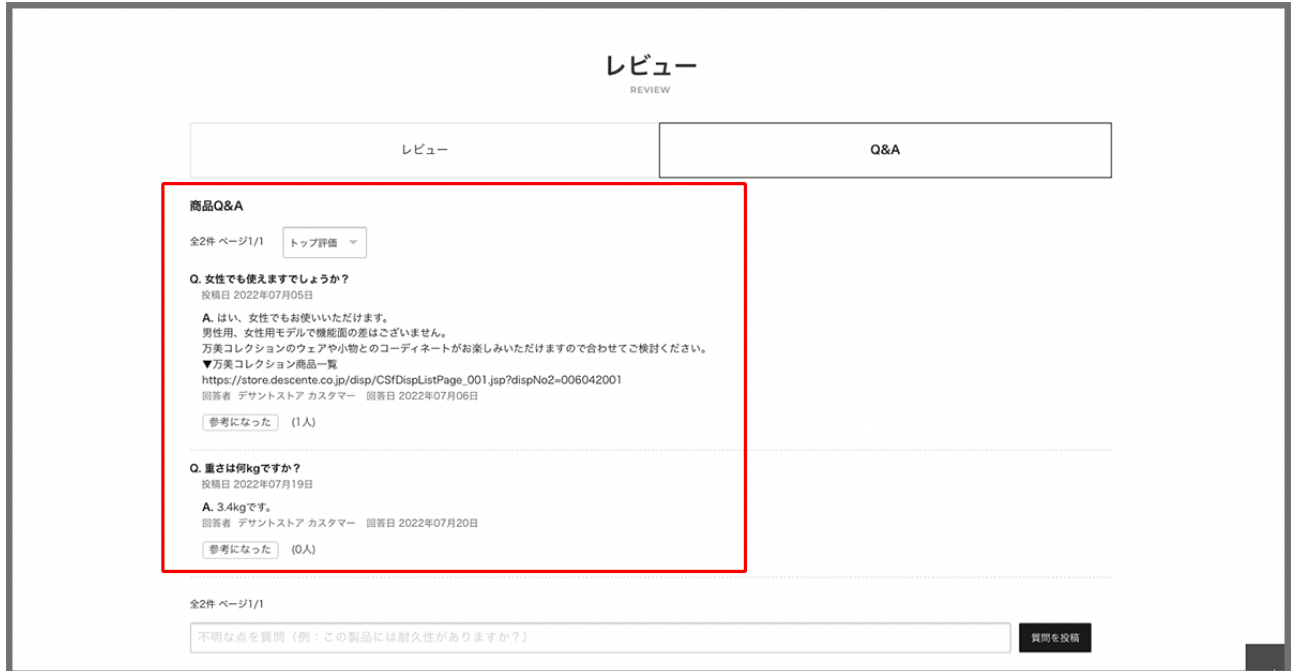 レビュー
REVIEW
レビュー
Q&A
商品Q&A
全2件 ページ1/1
トップ評価
Q. 女性でも使えますでしょうか？
投稿日 2022年07月05日
A. はい、女性でもお使いいただけます。
男性用、女性用モデルで機能面の差はございません。
万美コレクションのウェアや小物とのコーディネートがお楽しみいただけますので合わせてご検討ください。
▼万美コレクション商品一覧
https://store.descente.co.jp/disp/CSfDispListPage_001.jsp?dispNo2=006042001
回答者 デサントストア カスタマー 回答日 2022年07月06日
参考になった (1人)
Q. 重さは何kgですか？
投稿日 2022年07月19日
A. 3.4kgです。
回答者 デサントストア カスタマー 回答日 2022年07月20日
参考になった (0人)
全2件 ページ1/1
不明な点を質問（例：この製品には耐久性がありますか？）
質問を投稿